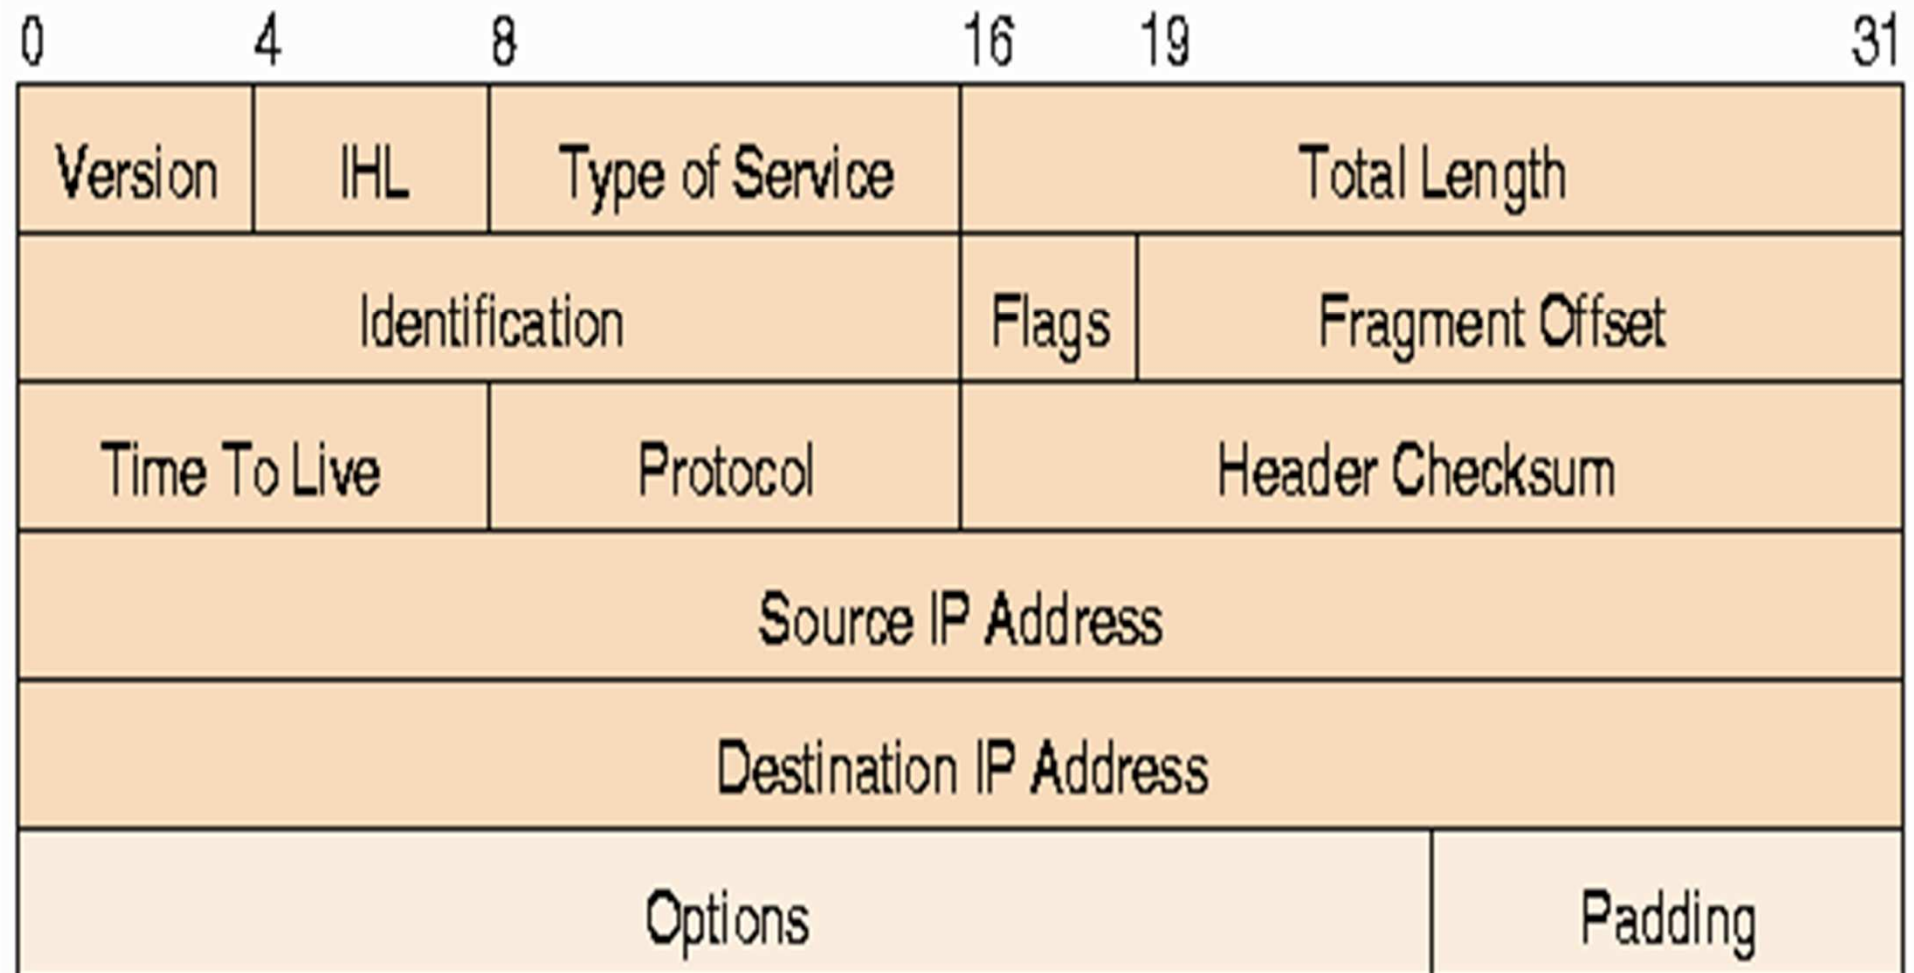 0 4 8 16 19 31
Version IHL Type of Service Total Length
Identification Flags Fragment Offset
Time To Live Protocol Header Checksum
Source IP Address
Destination IP Address
Options Padding